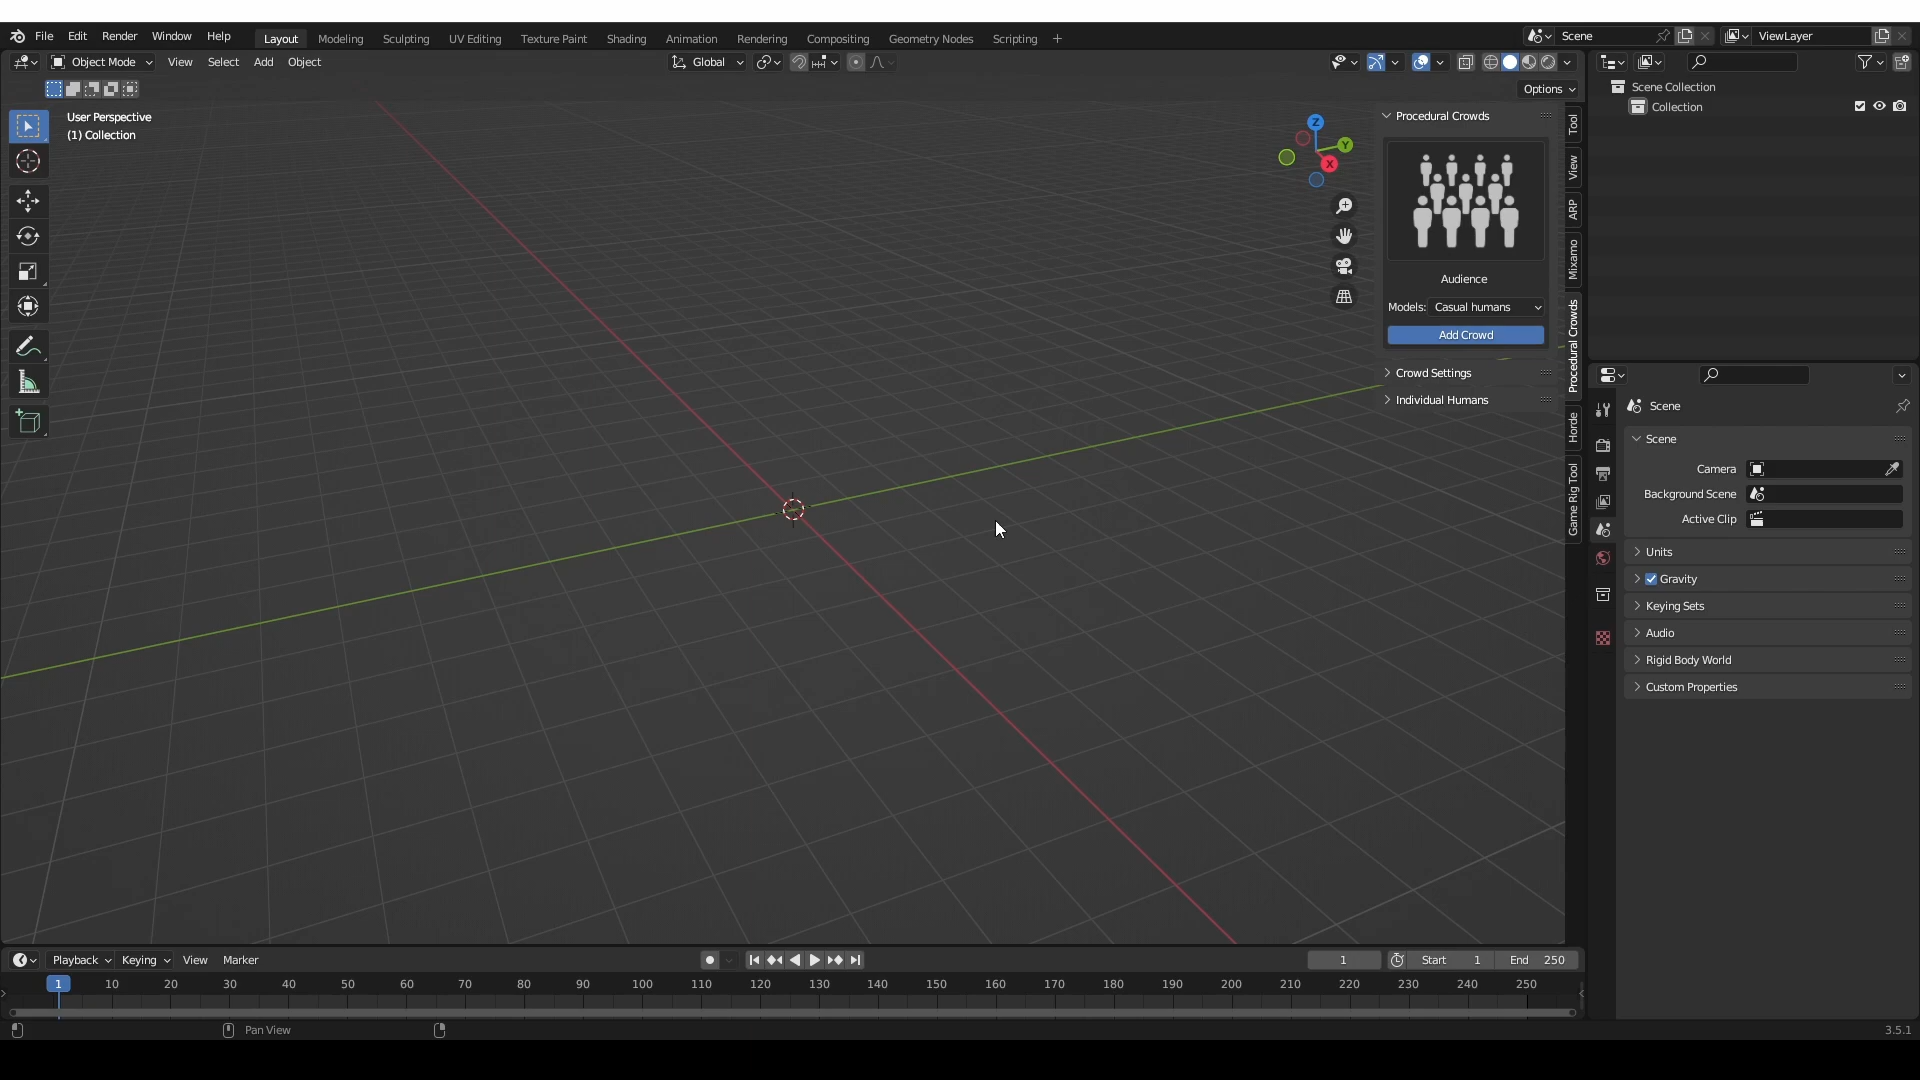 File Edit Render Window Help Layout Modeling Sculpting UV Editing Texture Paint Shading Animation Rendering Compositing Geometry Nodes Scripting + Scene ViewLayer
Object Mode View Select Add Object Global
Options
User Perspective
(1) Collection
Z
Y
X
Procedural Crowds
Audience
Models: Casual humans
Add Crowd
Crowd Settings
Individual Humans
Tool
View
ARP
Mixamo
Procedural Crowds
Horde
Game Rig Tool
Scene Collection
Collection
Scene
Scene
Camera
Background Scene
Active Clip
Units
Gravity
Keying Sets
Audio
Rigid Body World
Custom Properties
Playback Keying View Marker 1 Start 1 End 250
1 10 20 30 40 50 60 70 80 90 100 110 120 130 140 150 160 170 180 190 200 210 220 230 240 250
Pan View 3.5.1